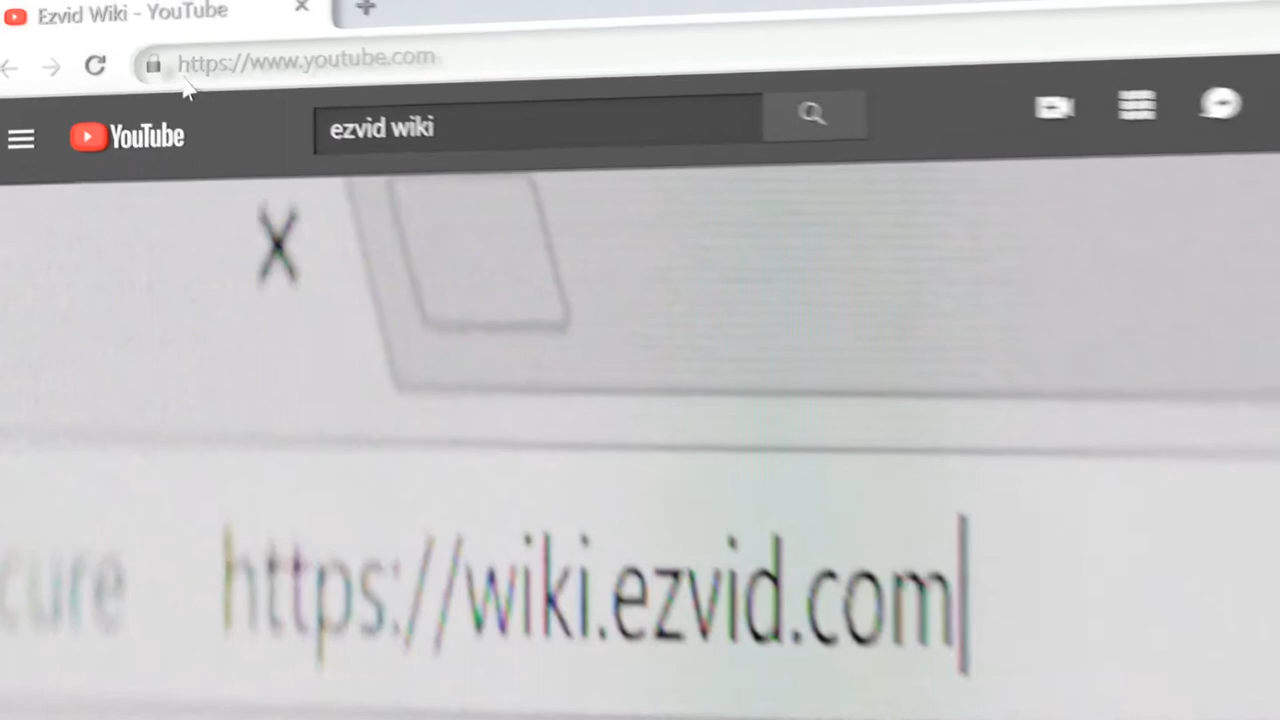 Ezvid Wiki - YouTube
https://www.youtube.com
YouTube
ezvid wiki
X
cure https://wiki.ezvid.com